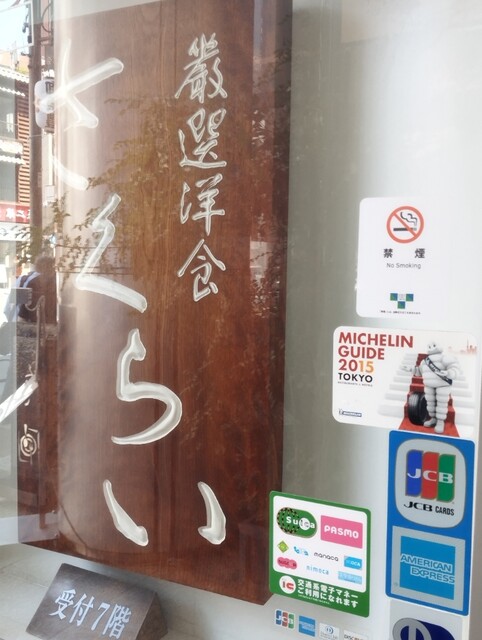 厳選洋食
さくらい
受付7階
禁煙
No Smoking
MICHELIN
GUIDE
2015
TOKYO
JCB
JCB CARDS
AMERICAN
EXPRESS
Suica
PASMO
manaca
nimoca
交通系電子マネー
ご利用になれます
JCB